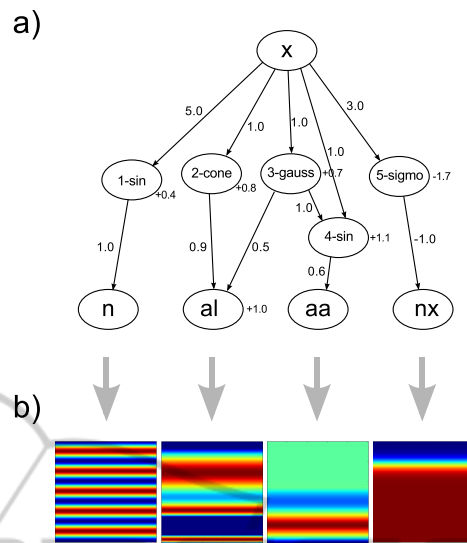 a)
x
5.0
1.0
1.0
1.0
3.0
1-sin
+0.4
2-cone
+0.8
3-gauss
+0.7
5-sigmo
-1.7
1.0
4-sin
+1.1
1.0
0.9
0.5
0.6
-1.0
n
al
+1.0
aa
nx
b)